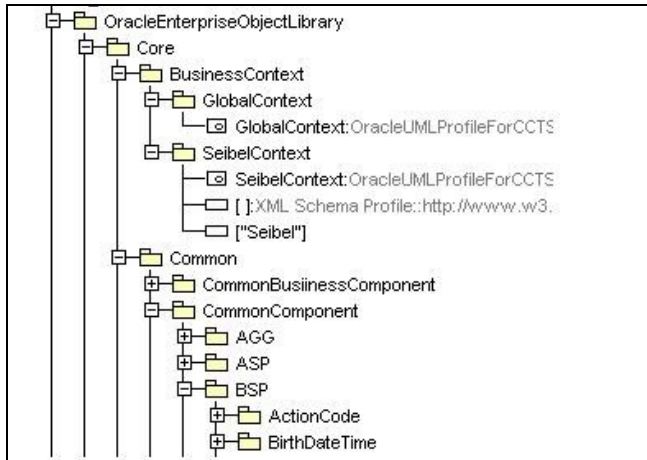 OracleEnterpriseObjectLibrary
Core
BusinessContext
GlobalContext
GlobalContext:OracleUMLProfileForCCTS
SeibelContext
SeibelContext:OracleUMLProfileForCCTS
[ ]:XML Schema Profile::http://www.w3.
["Seibel"]
Common
CommonBusiinessComponent
CommonComponent
AGG
ASP
BSP
ActionCode
BirthDateTime